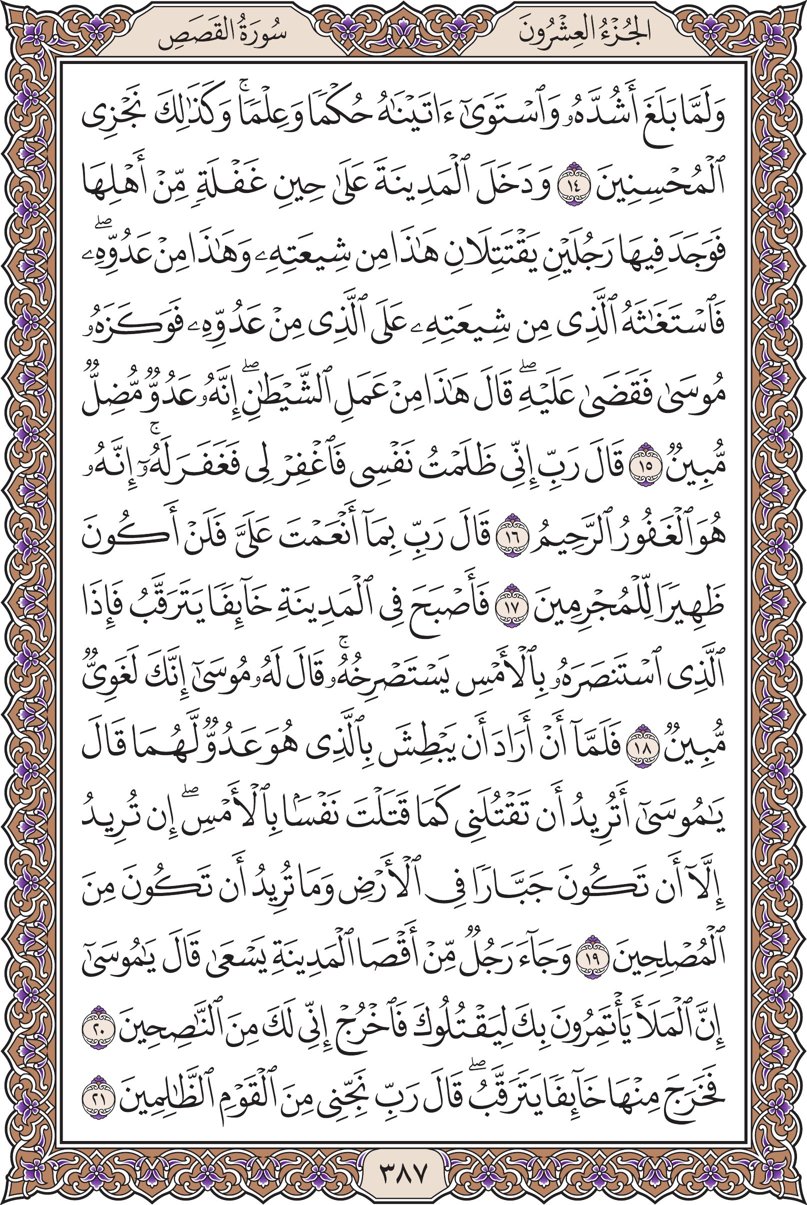 الجُزْءُ العِشْرُونَ
سُورَةُ القَصَصِ
وَلَمَّا بَلَغَ أَشُدَّهُۥ وَٱسْتَوَىٰٓ ءَاتَيْنَٰهُ حُكْمًا وَعِلْمًاۚ وَكَذَٰلِكَ نَجْزِى
ٱلْمُحْسِنِينَ ١٤ وَدَخَلَ ٱلْمَدِينَةَ عَلَىٰ حِينِ غَفْلَةٍ مِّنْ أَهْلِهَا
فَوَجَدَ فِيهَا رَجُلَيْنِ يَقْتَتِلَانِ هَٰذَا مِن شِيعَتِهِۦ وَهَٰذَا مِنْ عَدُوِّهِۦۖ
فَٱسْتَغَٰثَهُ ٱلَّذِى مِن شِيعَتِهِۦ عَلَى ٱلَّذِى مِنْ عَدُوِّهِۦ فَوَكَزَهُۥ
مُوسَىٰ فَقَضَىٰ عَلَيْهِۖ قَالَ هَٰذَا مِنْ عَمَلِ ٱلشَّيْطَٰنِۖ إِنَّهُۥ عَدُوٌّ مُّضِلٌّ
مُّبِينٌ ١٥ قَالَ رَبِّ إِنِّى ظَلَمْتُ نَفْسِى فَٱغْفِرْ لِى فَغَفَرَ لَهُۥٓۚ إِنَّهُۥ
هُوَ ٱلْغَفُورُ ٱلرَّحِيمُ ١٦ قَالَ رَبِّ بِمَآ أَنْعَمْتَ عَلَىَّ فَلَنْ أَكُونَ
ظَهِيرًا لِّلْمُجْرِمِينَ ١٧ فَأَصْبَحَ فِى ٱلْمَدِينَةِ خَآئِفًا يَتَرَقَّبُ فَإِذَا
ٱلَّذِى ٱسْتَنصَرَهُۥ بِٱلْأَمْسِ يَسْتَصْرِخُهُۥۚ قَالَ لَهُۥ مُوسَىٰٓ إِنَّكَ لَغَوِىٌّ
مُّبِينٌ ١٨ فَلَمَّآ أَنْ أَرَادَ أَن يَبْطِشَ بِٱلَّذِى هُوَ عَدُوٌّ لَّهُمَا قَالَ
يَٰمُوسَىٰٓ أَتُرِيدُ أَن تَقْتُلَنِى كَمَا قَتَلْتَ نَفْسًۢا بِٱلْأَمْسِۖ إِن تُرِيدُ
إِلَّآ أَن تَكُونَ جَبَّارًا فِى ٱلْأَرْضِ وَمَا تُرِيدُ أَن تَكُونَ مِنَ
ٱلْمُصْلِحِينَ ١٩ وَجَآءَ رَجُلٌ مِّنْ أَقْصَا ٱلْمَدِينَةِ يَسْعَىٰ قَالَ يَٰمُوسَىٰٓ
إِنَّ ٱلْمَلَأَ يَأْتَمِرُونَ بِكَ لِيَقْتُلُوكَ فَٱخْرُجْ إِنِّى لَكَ مِنَ ٱلنَّٰصِحِينَ ٢٠
فَخَرَجَ مِنْهَا خَآئِفًا يَتَرَقَّبُۖ قَالَ رَبِّ نَجِّنِى مِنَ ٱلْقَوْمِ ٱلظَّٰلِمِينَ ٢١
٣٨٧